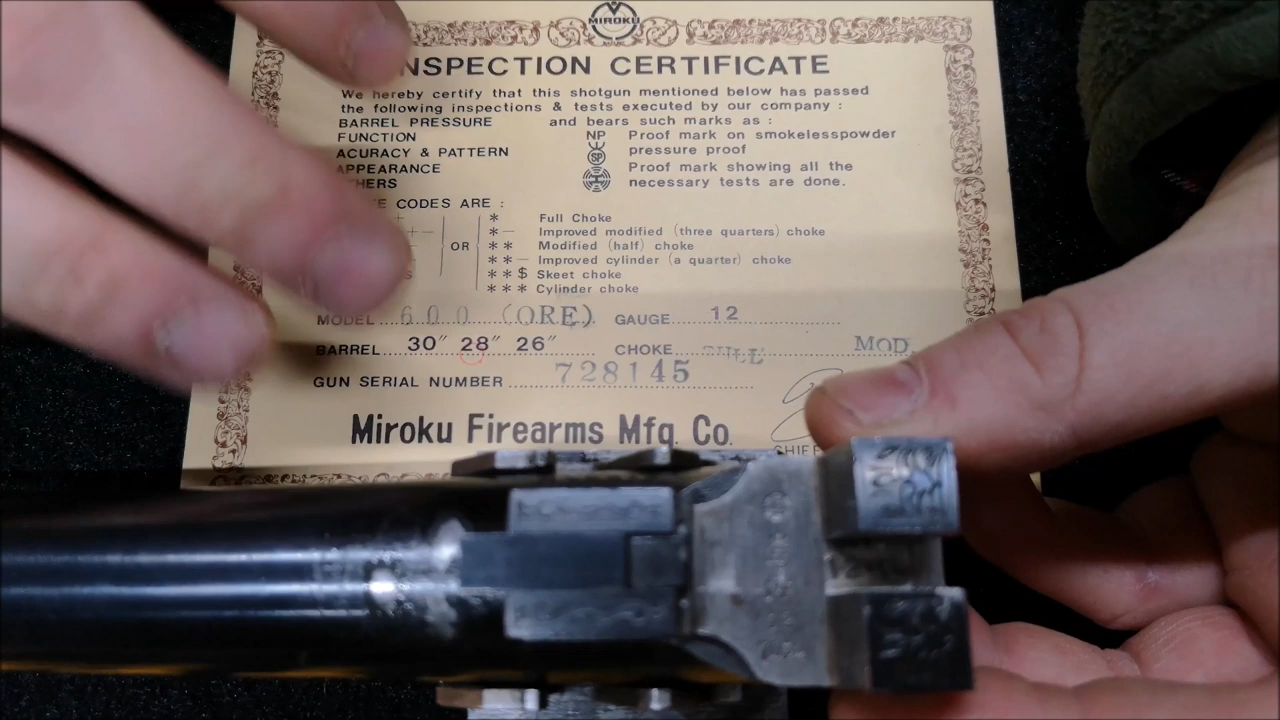 MIROKU
INSPECTION CERTIFICATE
We hereby certify that this shotgun mentioned below has passed
the following inspections & tests executed by our company :
BARREL PRESSURE and bears such marks as :
FUNCTION NP Proof mark on smokelesspowder
ACURACY & PATTERN SP pressure proof
APPEARANCE Proof mark showing all the
necessary tests are done.
CODES ARE :
* Full Choke
*– Improved modified (three quarters) choke
OR ** Modified (half) choke
**– Improved cylinder (a quarter) choke
**$ Skeet choke
*** Cylinder choke
MODEL 600 (ORE) GAUGE 12
BARREL 30" 28" 26" CHOKE FULL MOD
GUN SERIAL NUMBER 728145
Miroku Firearms Mfg. Co.
CHIEF